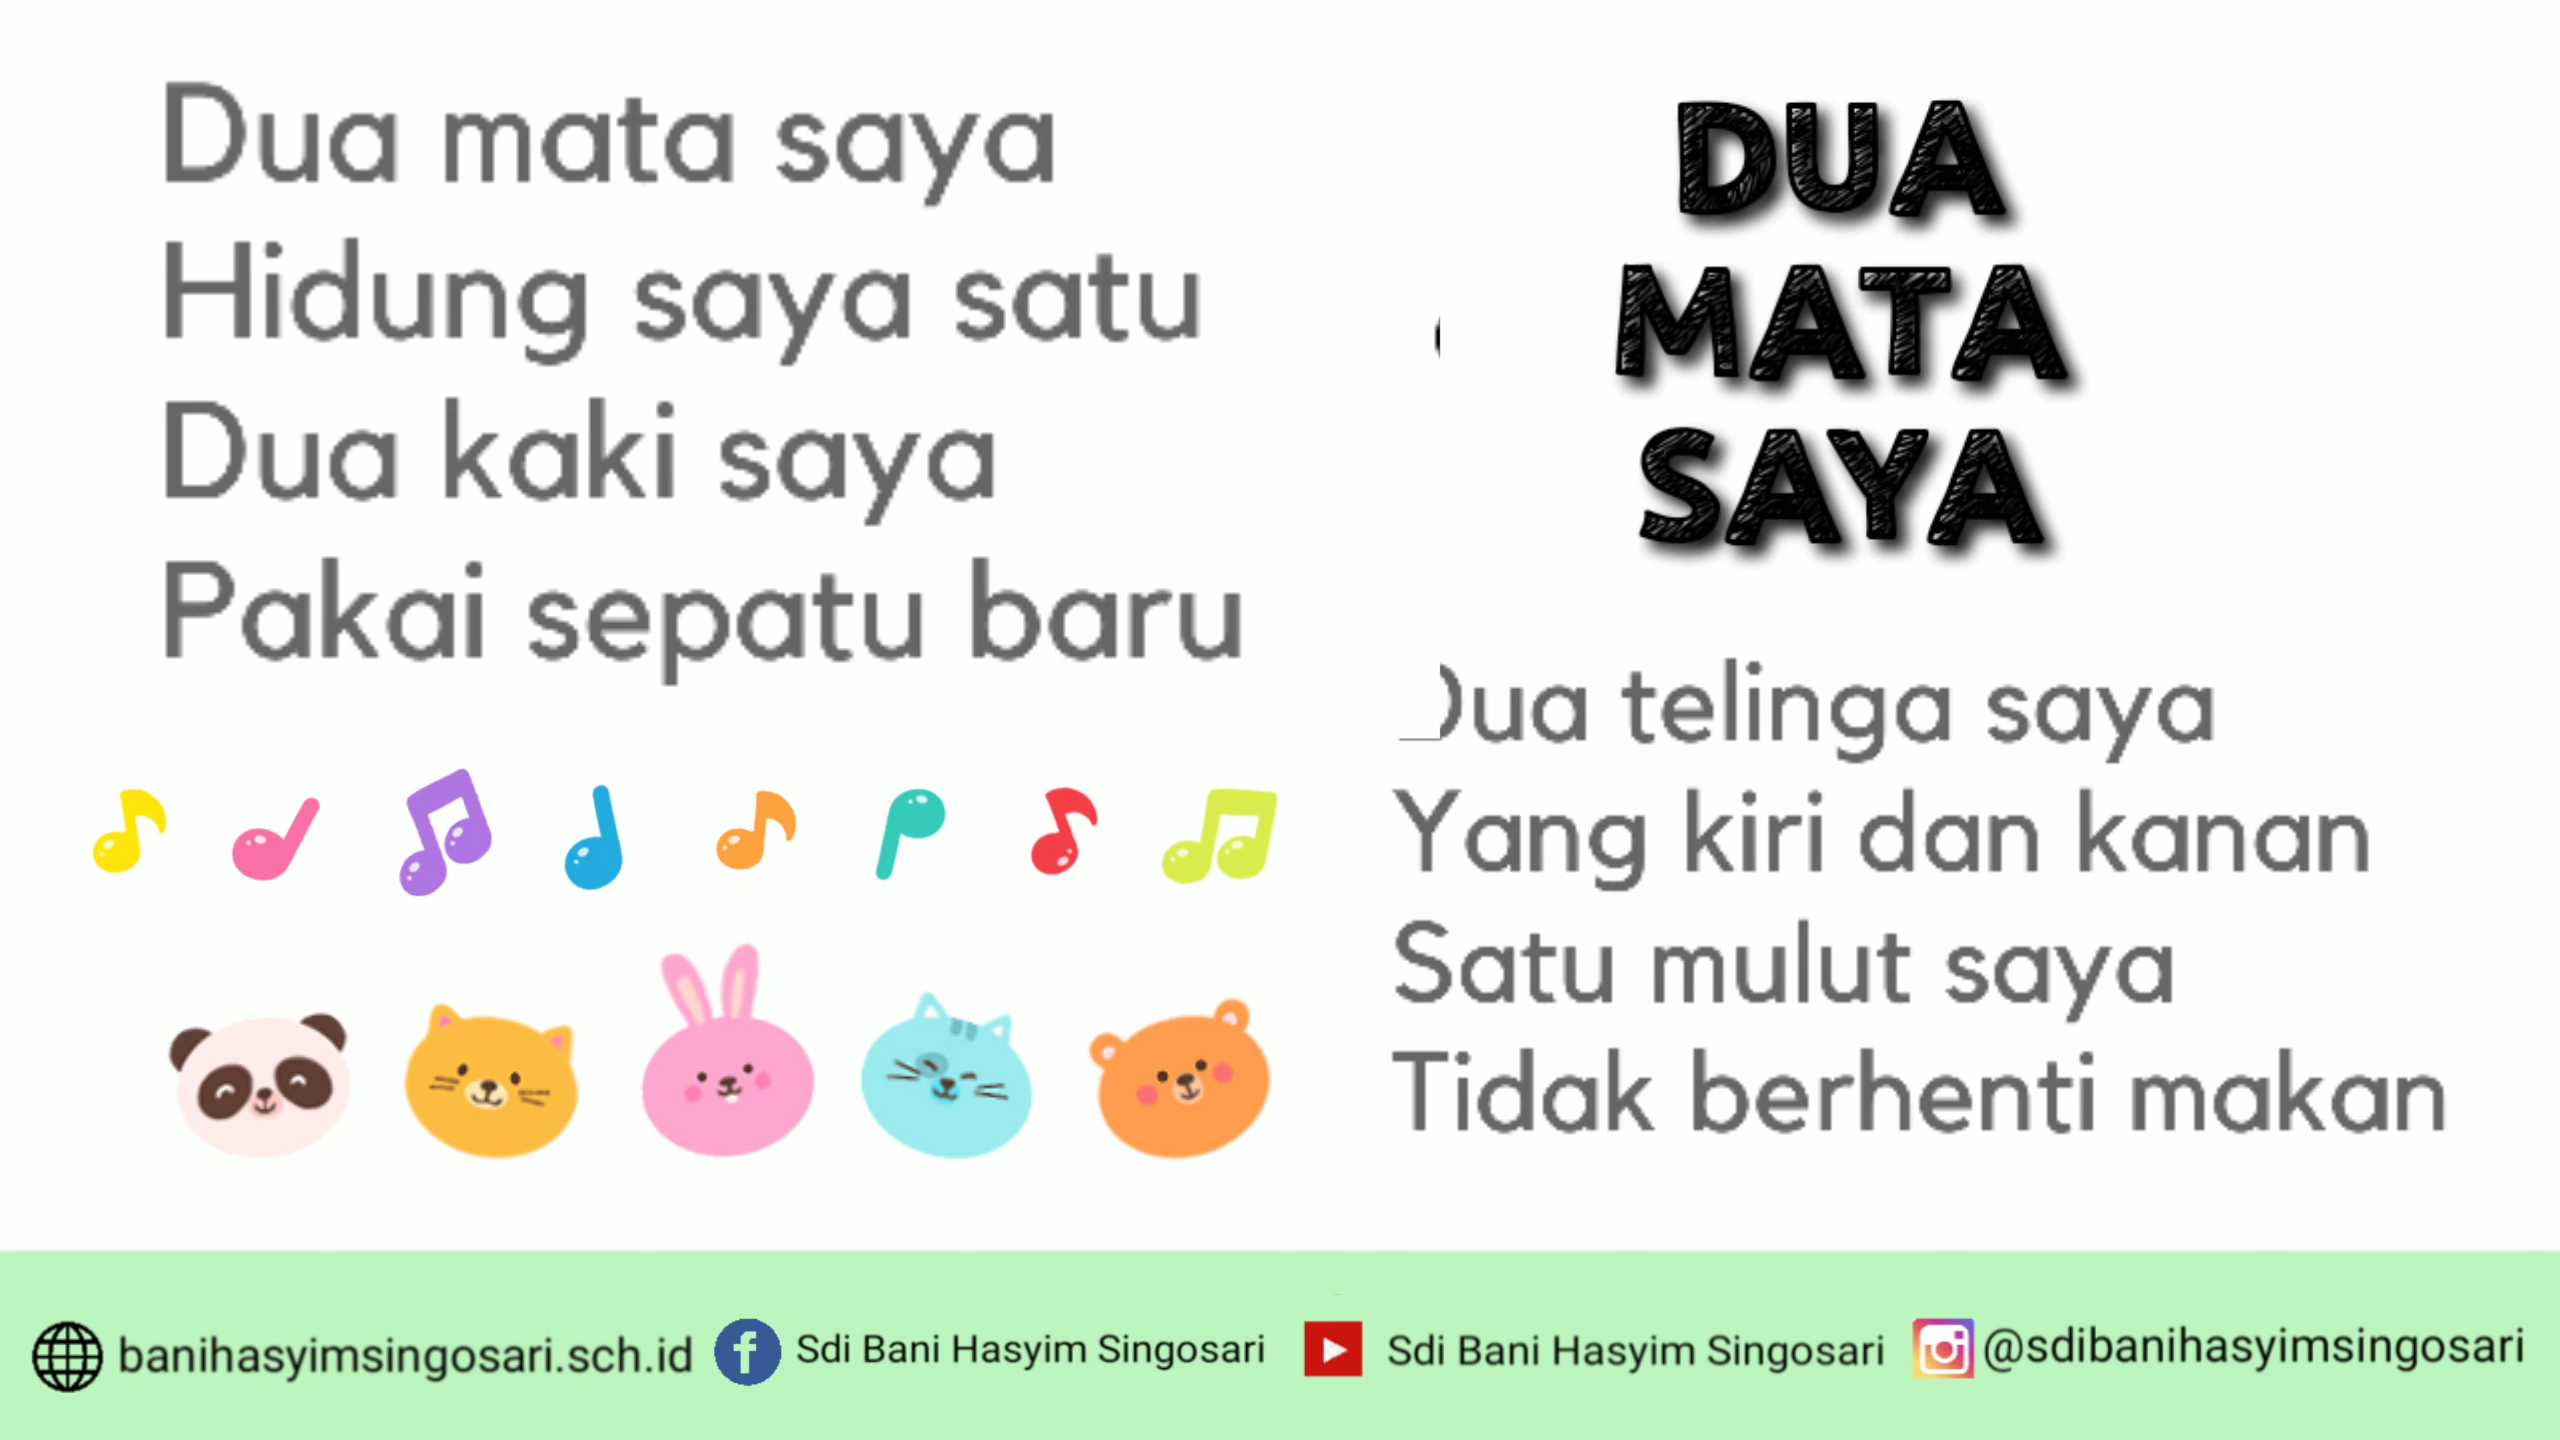 Dua mata saya
Hidung saya satu
Dua kaki saya
Pakai sepatu baru
DUA
MATA
SAYA
Dua telinga saya
Yang kiri dan kanan
Satu mulut saya
Tidak berhenti makan
banihasyimsingosari.sch.id
Sdi Bani Hasyim Singosari
Sdi Bani Hasyim Singosari
@sdibanihasyimsingosari